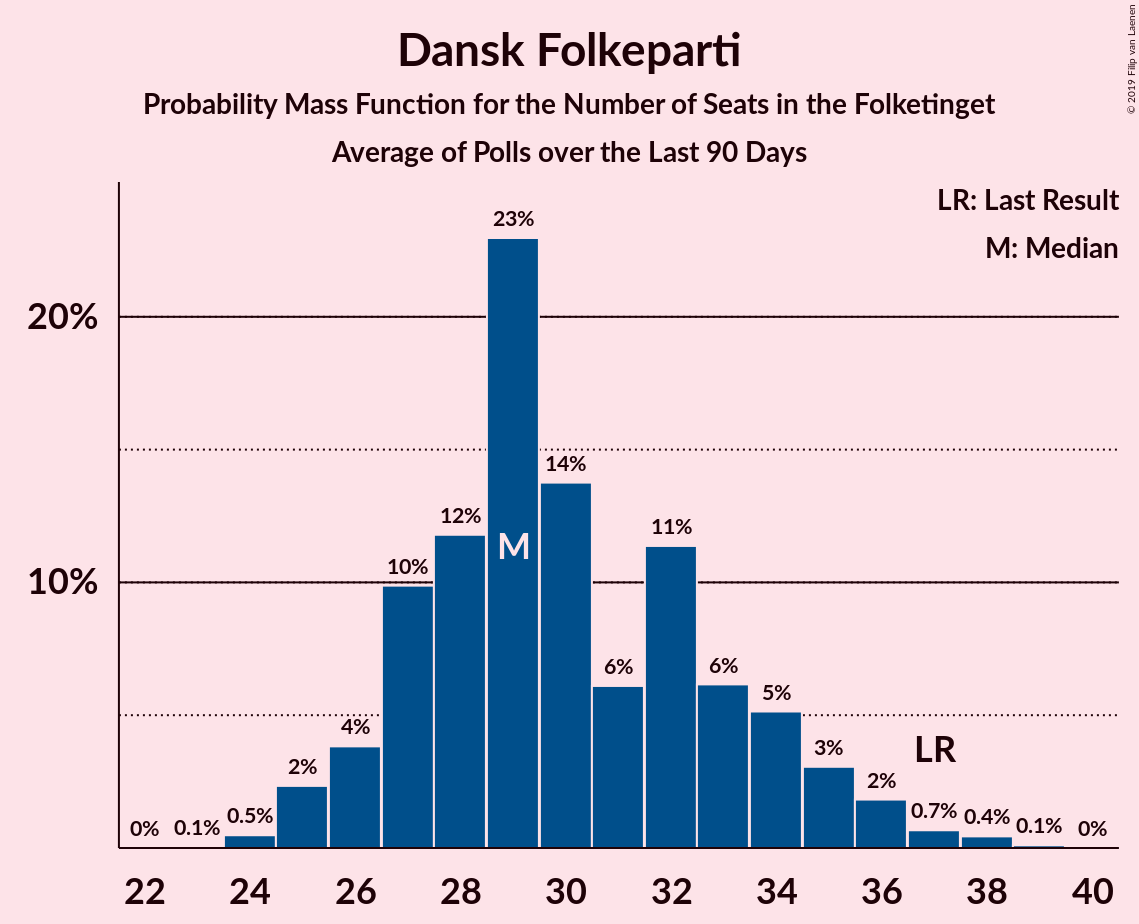 Dansk Folkeparti
Probability Mass Function for the Number of Seats in the Folketinget
Average of Polls over the Last 90 Days
© 2019 Filip van Laenen
LR: Last Result
M: Median
20%
10%
0%
0.1%
0.5%
2%
4%
10%
12%
23%
14%
6%
11%
6%
5%
3%
2%
0.7%
0.4%
0.1%
0%
M
LR
22 24 26 28 30 32 34 36 38 40